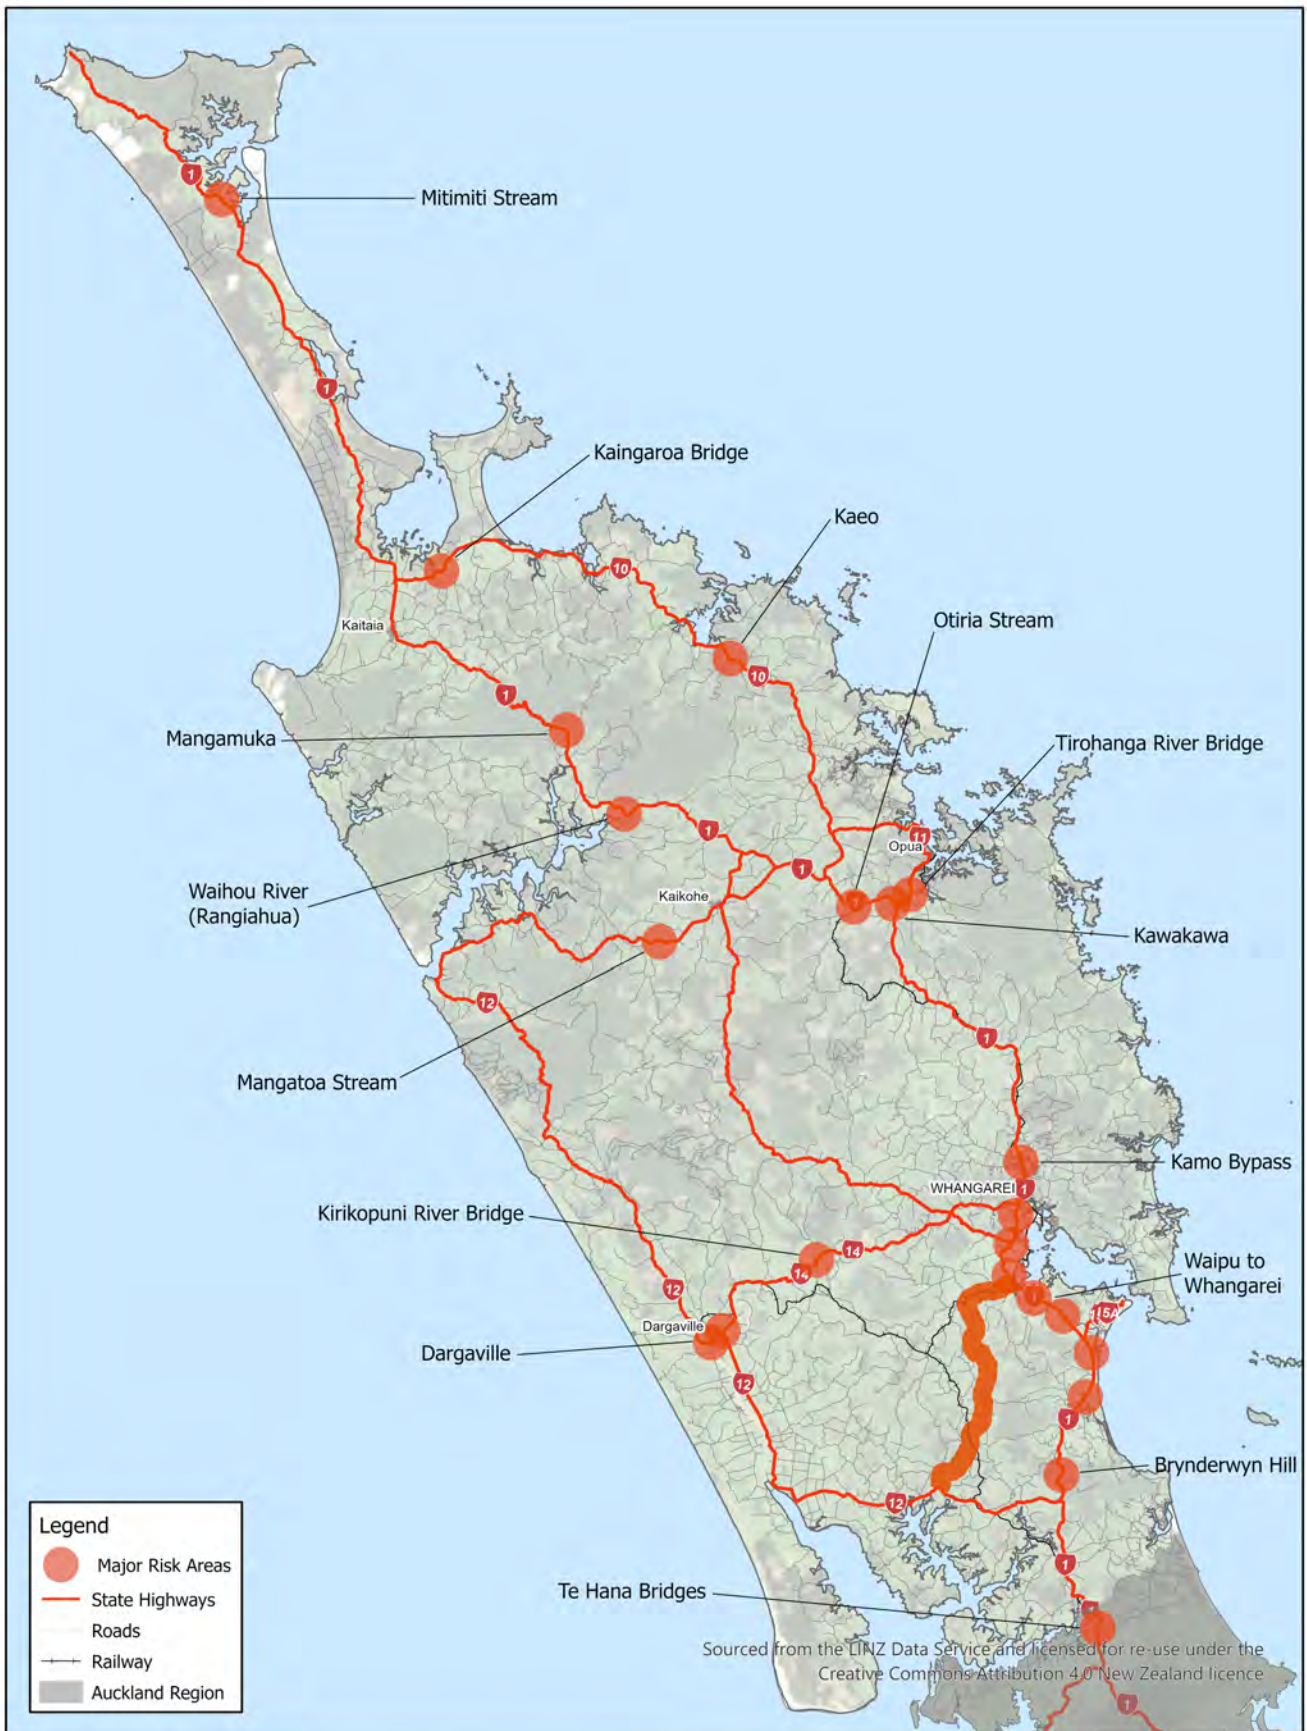 1
Mitimiti Stream
1
Kaingaroa Bridge
Kaeo
10
Otiria Stream
Kaitaia
10
1
Mangamuka
Tirohanga River Bridge
1
11
Opua
1
Waihou River
(Rangiahua)
Kaikohe
1
Kawakawa
12
1
Mangatoa Stream
Kamo Bypass
WHANGAREI
1
Kirikopuni River Bridge
14
14
Waipu to
Whangarei
12
1
15A
Dargaville
Dargaville
12
1
Brynderwyn Hill
12
1
Te Hana Bridges
1
Sourced from the LINZ Data Service and licensed for re-use under the
Creative Commons Attribution 4.0 New Zealand licence
1
Legend
Major Risk Areas
State Highways
Roads
Railway
Auckland Region